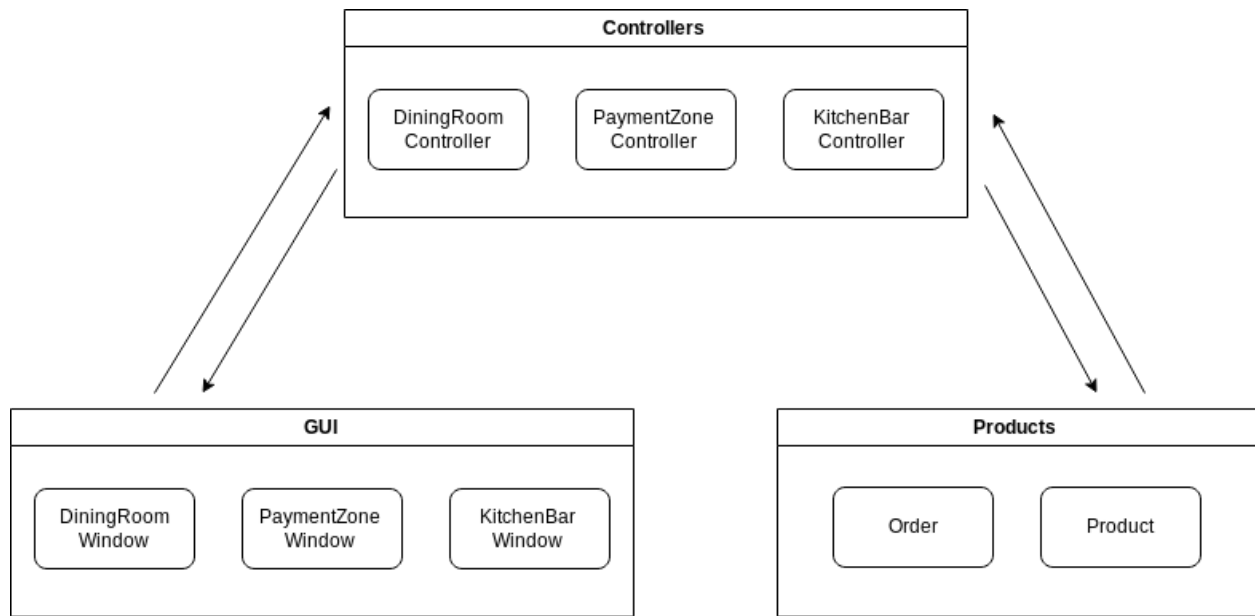 Controllers
DiningRoom
Controller
PaymentZone
Controller
KitchenBar
Controller
GUI
DiningRoom
Window
PaymentZone
Window
KitchenBar
Window
Products
Order
Product